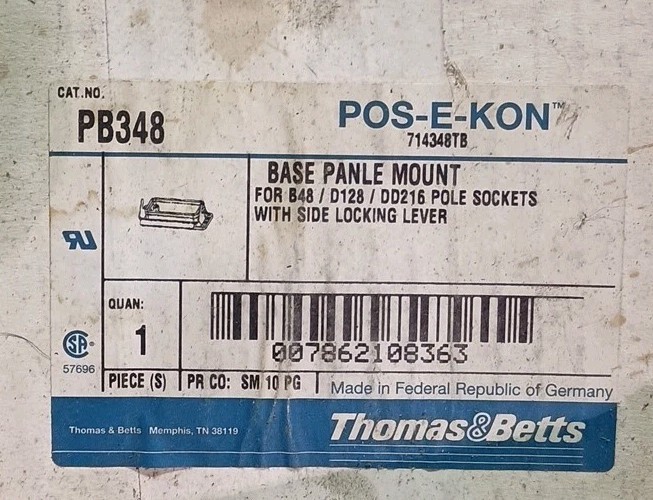 CAT.NO.
PB348
POS-E-KON™
714348TB
BASE PANLE MOUNT
FOR B48 / D128 / DD216 POLE SOCKETS
WITH SIDE LOCKING LEVER
RU
QUAN:
1
SA
57696
007862108363
PIECE (S) PR CO: SM 10 PG
Made in Federal Republic of Germany
Thomas & Betts Memphis, TN 38119
Thomas&Betts